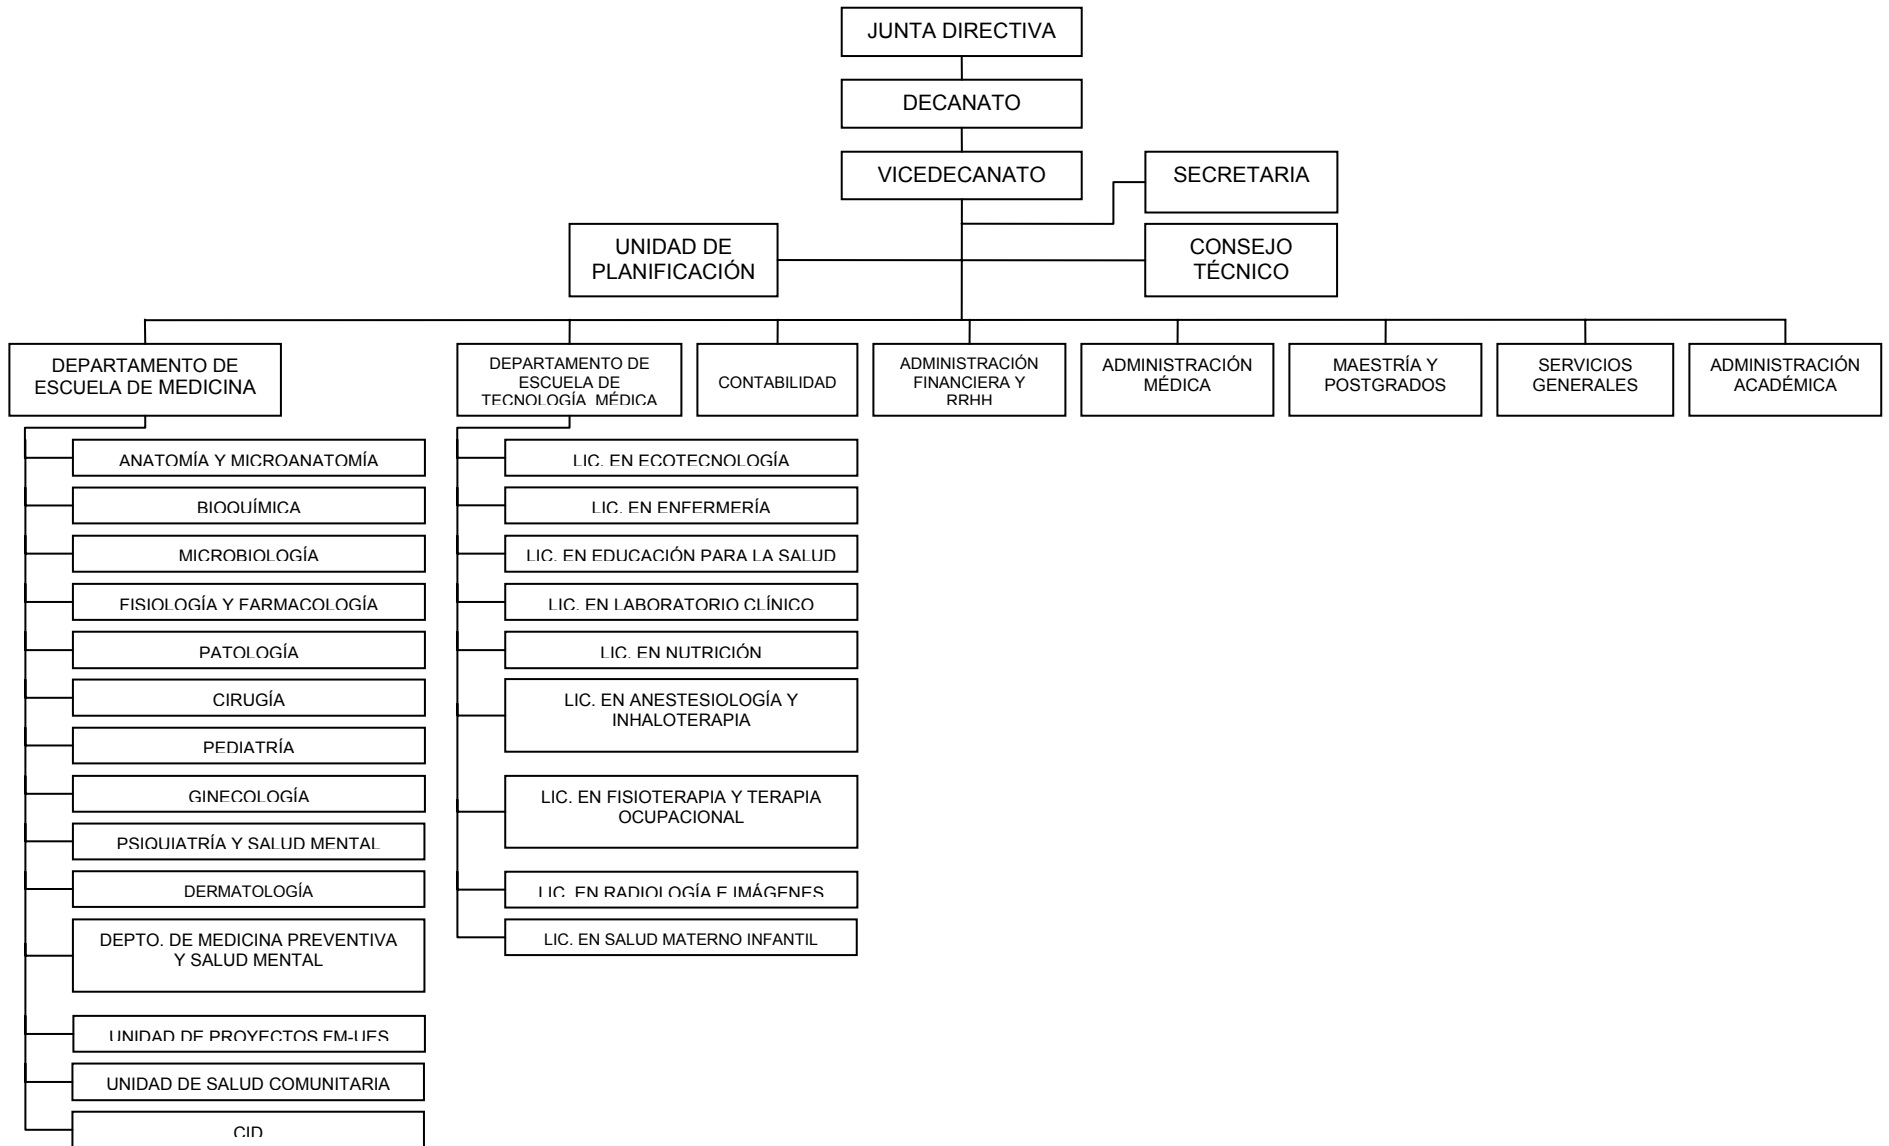 JUNTA DIRECTIVA
DECANATO
VICEDECANATO
SECRETARIA
UNIDAD DE
PLANIFICACIÓN
CONSEJO
TÉCNICO
DEPARTAMENTO DE
ESCUELA DE MEDICINA
DEPARTAMENTO DE
ESCUELA DE
TECNOLOGÍA MÉDICA
CONTABILIDAD
ADMINISTRACIÓN
FINANCIERA Y
RRHH
ADMINISTRACIÓN
MÉDICA
MAESTRÍA Y
POSTGRADOS
SERVICIOS
GENERALES
ADMINISTRACIÓN
ACADÉMICA
ANATOMÍA Y MICROANATOMÍA
BIOQUÍMICA
MICROBIOLOGÍA
FISIOLOGÍA Y FARMACOLOGÍA
PATOLOGÍA
CIRUGÍA
PEDIATRÍA
GINECOLOGÍA
PSIQUIATRÍA Y SALUD MENTAL
DERMATOLOGÍA
DEPTO. DE MEDICINA PREVENTIVA
Y SALUD MENTAL
UNIDAD DE PROYECTOS FM-UES
UNIDAD DE SALUD COMUNITARIA
CID
LIC. EN ECOTECNOLOGÍA
LIC. EN ENFERMERÍA
LIC. EN EDUCACIÓN PARA LA SALUD
LIC. EN LABORATORIO CLÍNICO
LIC. EN NUTRICIÓN
LIC. EN ANESTESIOLOGÍA Y
INHALOTERAPIA
LIC. EN FISIOTERAPIA Y TERAPIA
OCUPACIONAL
LIC. EN RADIOLOGÍA E IMÁGENES
LIC. EN SALUD MATERNO INFANTIL